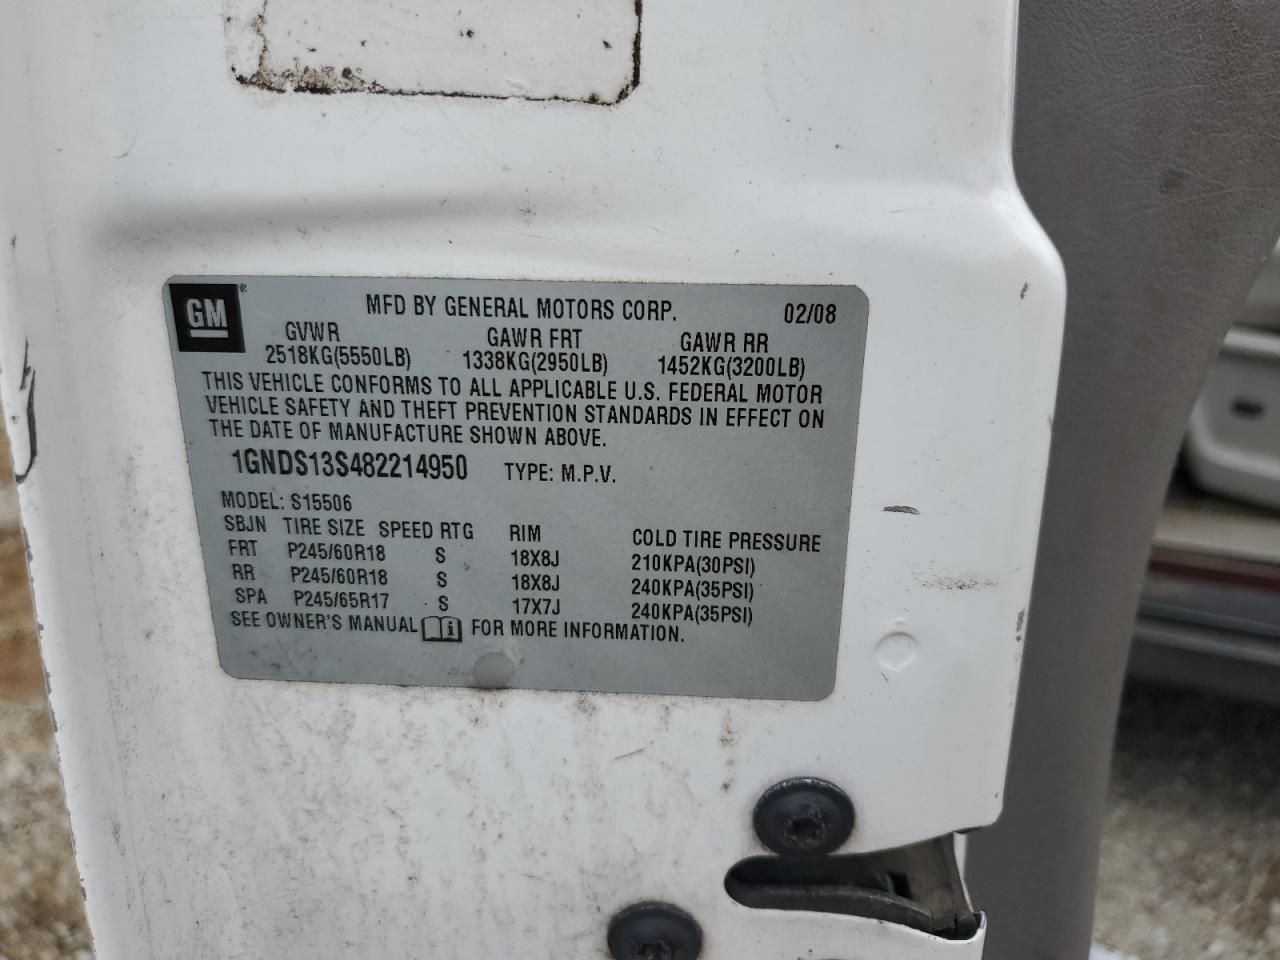 GM® MFD BY GENERAL MOTORS CORP. 02/08
GVWR GAWR FRT GAWR RR
2518KG(5550LB) 1338KG(2950LB) 1452KG(3200LB)
THIS VEHICLE CONFORMS TO ALL APPLICABLE U.S. FEDERAL MOTOR
VEHICLE SAFETY AND THEFT PREVENTION STANDARDS IN EFFECT ON
THE DATE OF MANUFACTURE SHOWN ABOVE.
1GNDS13S482214950 TYPE: M.P.V.
MODEL: S15506
SBJN TIRE SIZE SPEED RTG RIM COLD TIRE PRESSURE
FRT P245/60R18 S 18X8J 210KPA(30PSI)
RR P245/60R18 S 18X8J 240KPA(35PSI)
SPA P245/65R17 S 17X7J 240KPA(35PSI)
SEE OWNER'S MANUAL i FOR MORE INFORMATION.